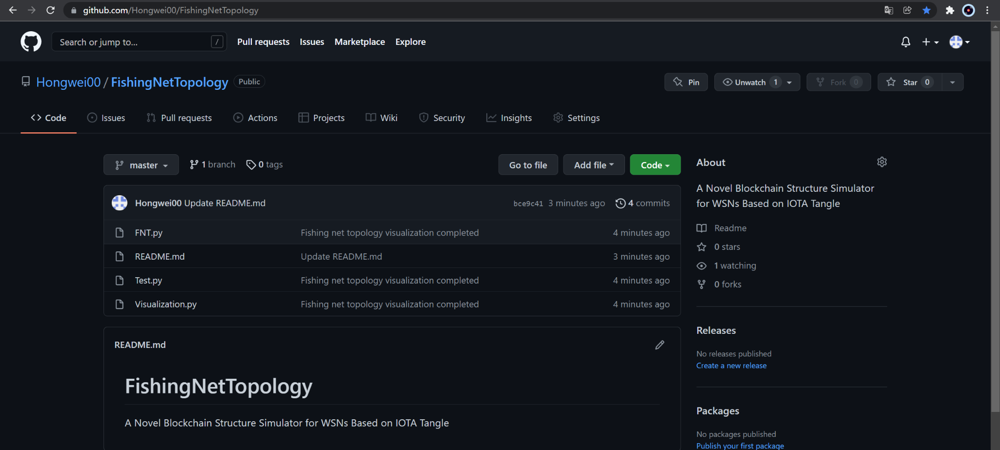 github.com/Hongwei00/FishingNetTopology
Search or jump to... /
Pull requests Issues Marketplace Explore
Hongwei00 / FishingNetTopology Public
Pin Unwatch 1 Fork 0 Star 0
Code Issues Pull requests Actions Projects Wiki Security Insights Settings
master 1 branch 0 tags Go to file Add file Code
Hongwei00 Update README.md bce9c41 3 minutes ago 4 commits
FNT.py Fishing net topology visualization completed 4 minutes ago
README.md Update README.md 3 minutes ago
Test.py Fishing net topology visualization completed 4 minutes ago
Visualization.py Fishing net topology visualization completed 4 minutes ago
README.md
FishingNetTopology
A Novel Blockchain Structure Simulator for WSNs Based on IOTA Tangle
About
A Novel Blockchain Structure Simulator
for WSNs Based on IOTA Tangle
Readme
0 stars
1 watching
0 forks
Releases
No releases published
Create a new release
Packages
No packages published
Publish your first package